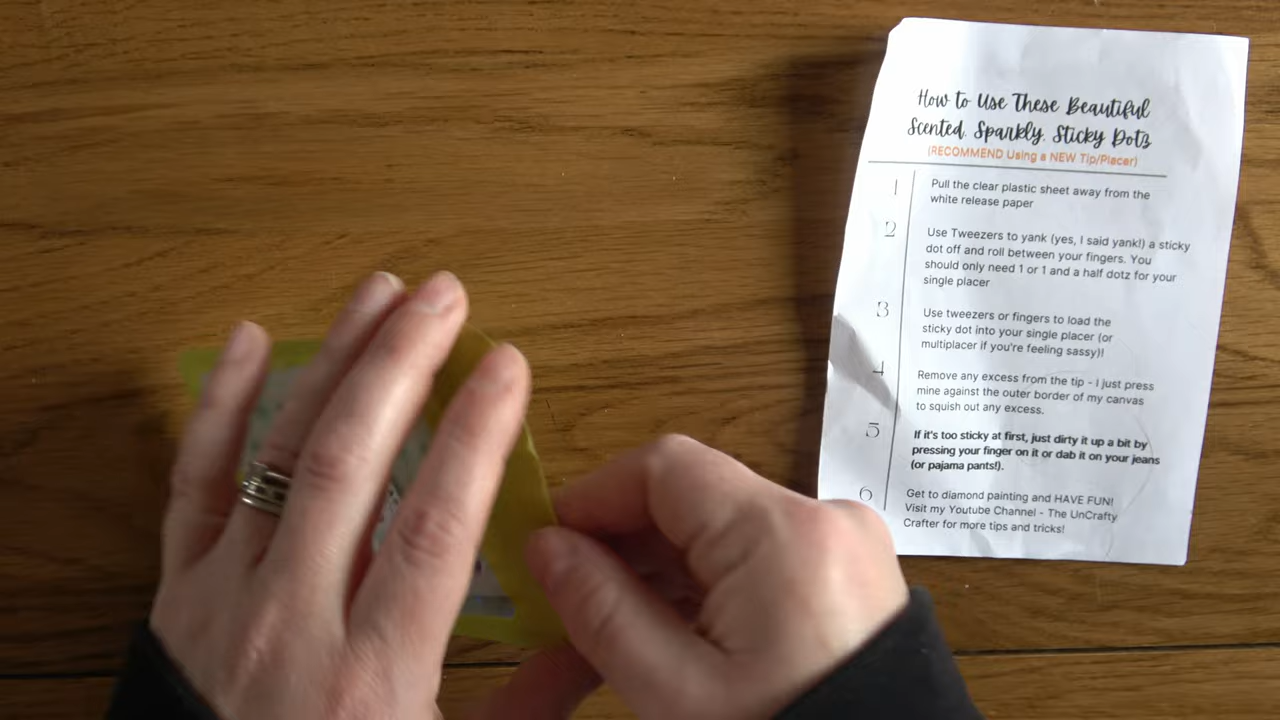 How to Use These Beautiful
Scented, Sparkly, Sticky Dotz
(RECOMMEND Using a NEW Tip/Placer)
1
Pull the clear plastic sheet away from the
white release paper
2
Use Tweezers to yank (yes, I said yank!) a sticky
dot off and roll between your fingers. You
should only need 1 or 1 and a half dotz for your
single placer
3
Use tweezers or fingers to load the
sticky dot into your single placer (or
multiplacer if you're feeling sassy)!
4
Remove any excess from the tip - I just press
mine against the outer border of my canvas
to squish out any excess.
5
If it's too sticky at first, just dirty it up a bit by
pressing your finger on it or dab it on your jeans
(or pajama pants!).
6
Get to diamond painting and HAVE FUN!
Visit my Youtube Channel - The UnCrafty
Crafter for more tips and tricks!